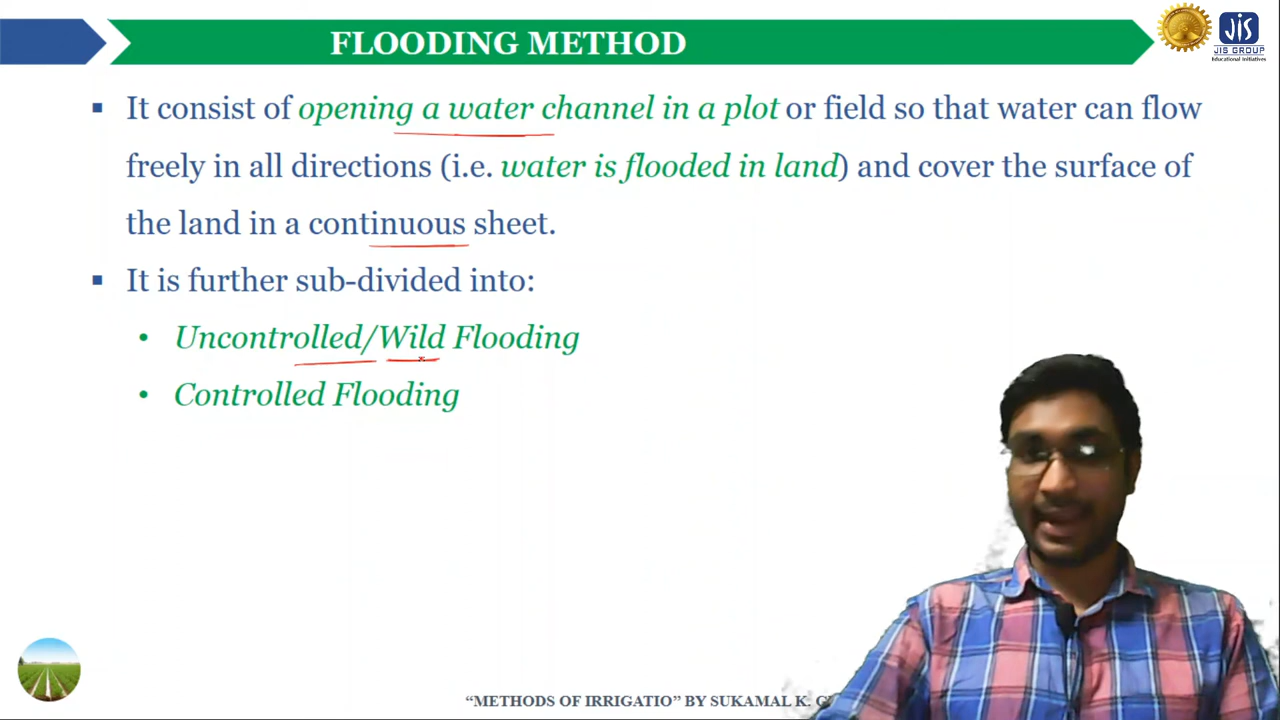 FLOODING METHOD
JIS
JIS GROUP
Educational Initiatives
▪ It consist of opening a water channel in a plot or field so that water can flow
freely in all directions (i.e. water is flooded in land) and cover the surface of
the land in a continuous sheet.
▪ It is further sub-divided into:
• Uncontrolled/Wild Flooding
• Controlled Flooding
“METHODS OF IRRIGATIO” BY SUKAMAL K. G